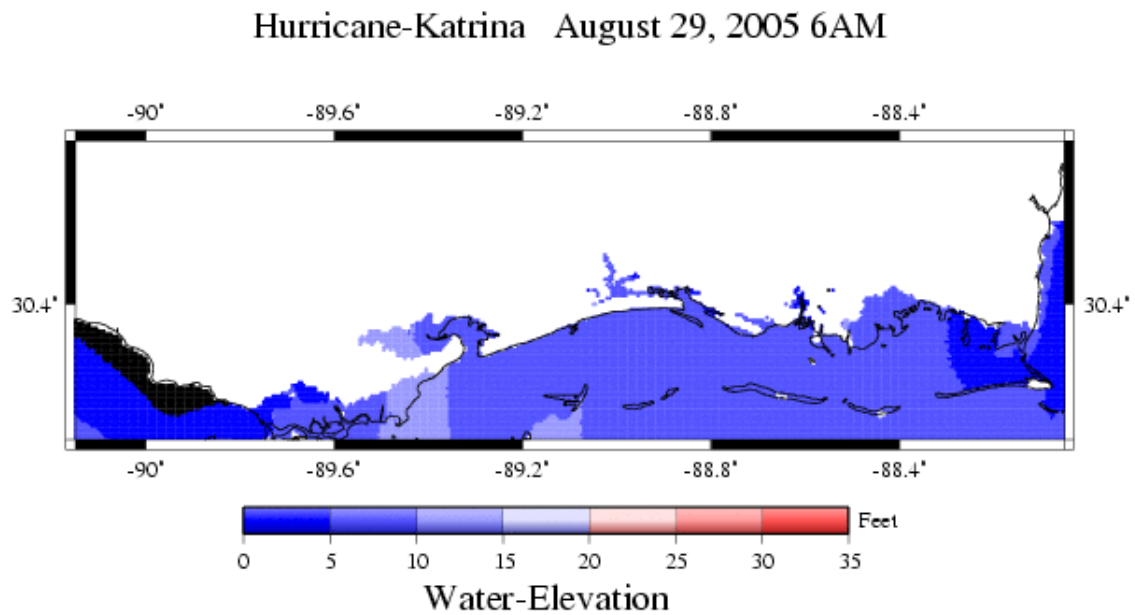 Hurricane-Katrina August 29, 2005 6AM
-90° -89.6° -89.2° -88.8° -88.4°
30.4° 30.4°
-90° -89.6° -89.2° -88.8° -88.4°
Feet
0 5 10 15 20 25 30 35
Water-Elevation